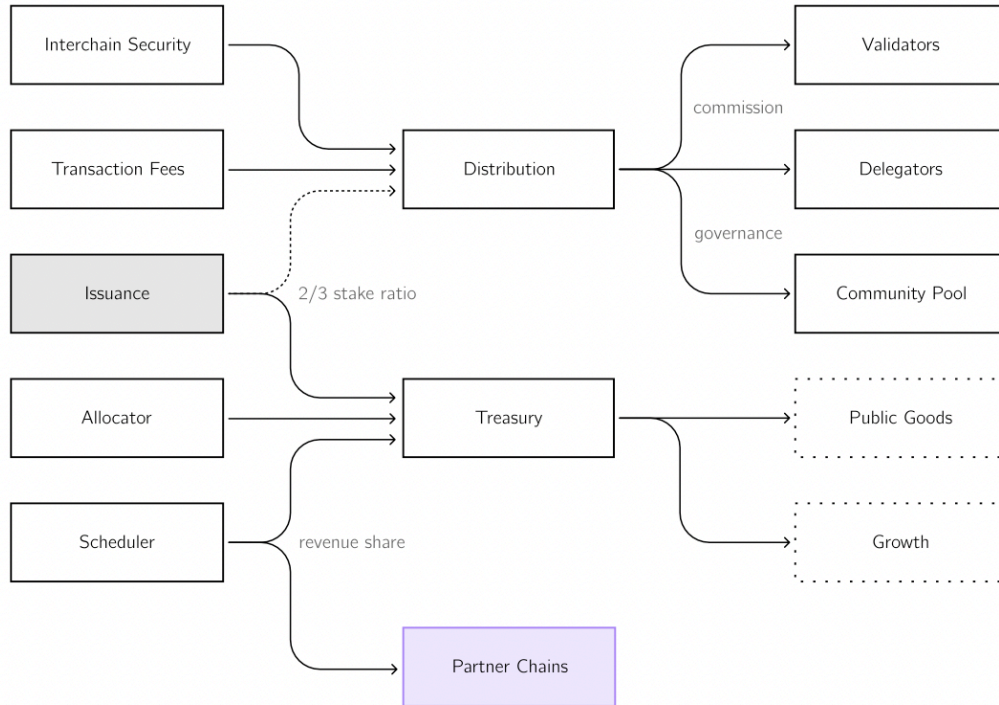 Interchain Security
Validators
commission
Transaction Fees
Distribution
Delegators
governance
Issuance
2/3 stake ratio
Community Pool
Allocator
Treasury
Public Goods
Scheduler
revenue share
Growth
Partner Chains